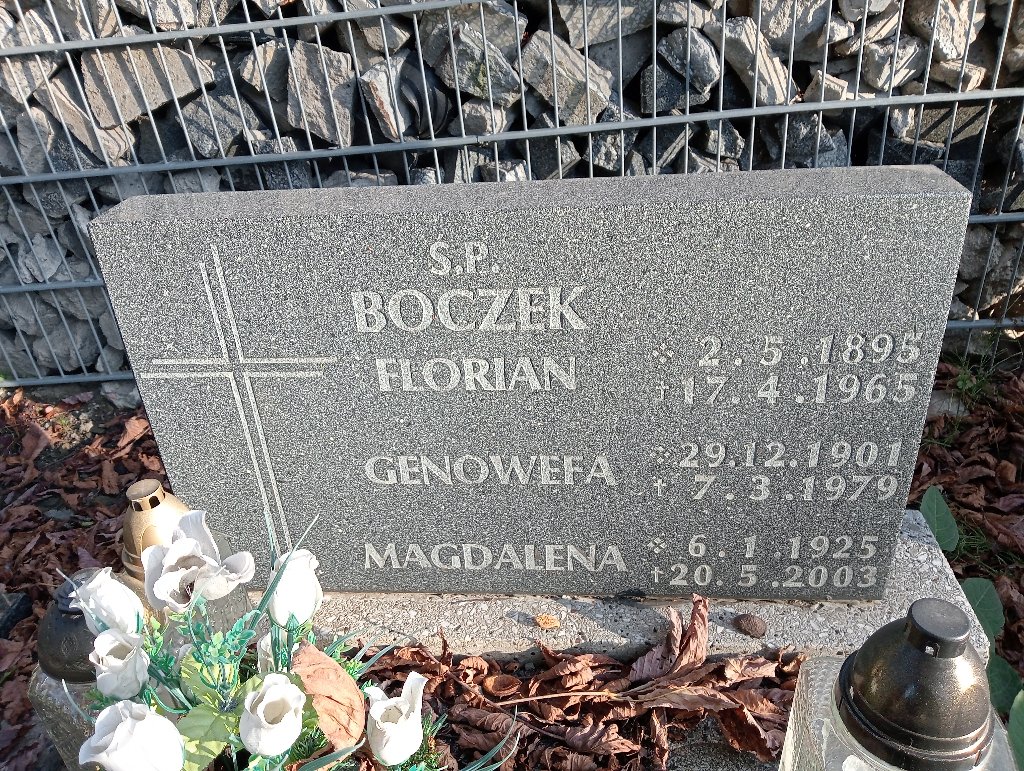 S.P.
BOCZEK
FLORIAN ⁘ 2.5.1895
†17.4.1965
GENOWEFA ⁘29.12.1901
† 7.3.1979
MAGDALENA ⁘ 6.1.1925
†20.5.2003